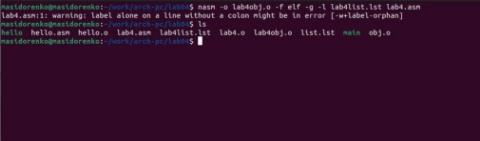 masidorenko@masidorenko:~/work/arch-pc/lab04$ nasm -o lab4obj.o -f elf -g -l lab4list.lst lab4.asm
lab4.asm:1: warning: label alone on a line without a colon might be in error [-w+label-orphan]
masidorenko@masidorenko:~/work/arch-pc/lab04$ ls
hello hello.asm hello.o lab4.asm lab4list.lst lab4.o lab4obj.o list.lst main obj.o
masidorenko@masidorenko:~/work/arch-pc/lab04$